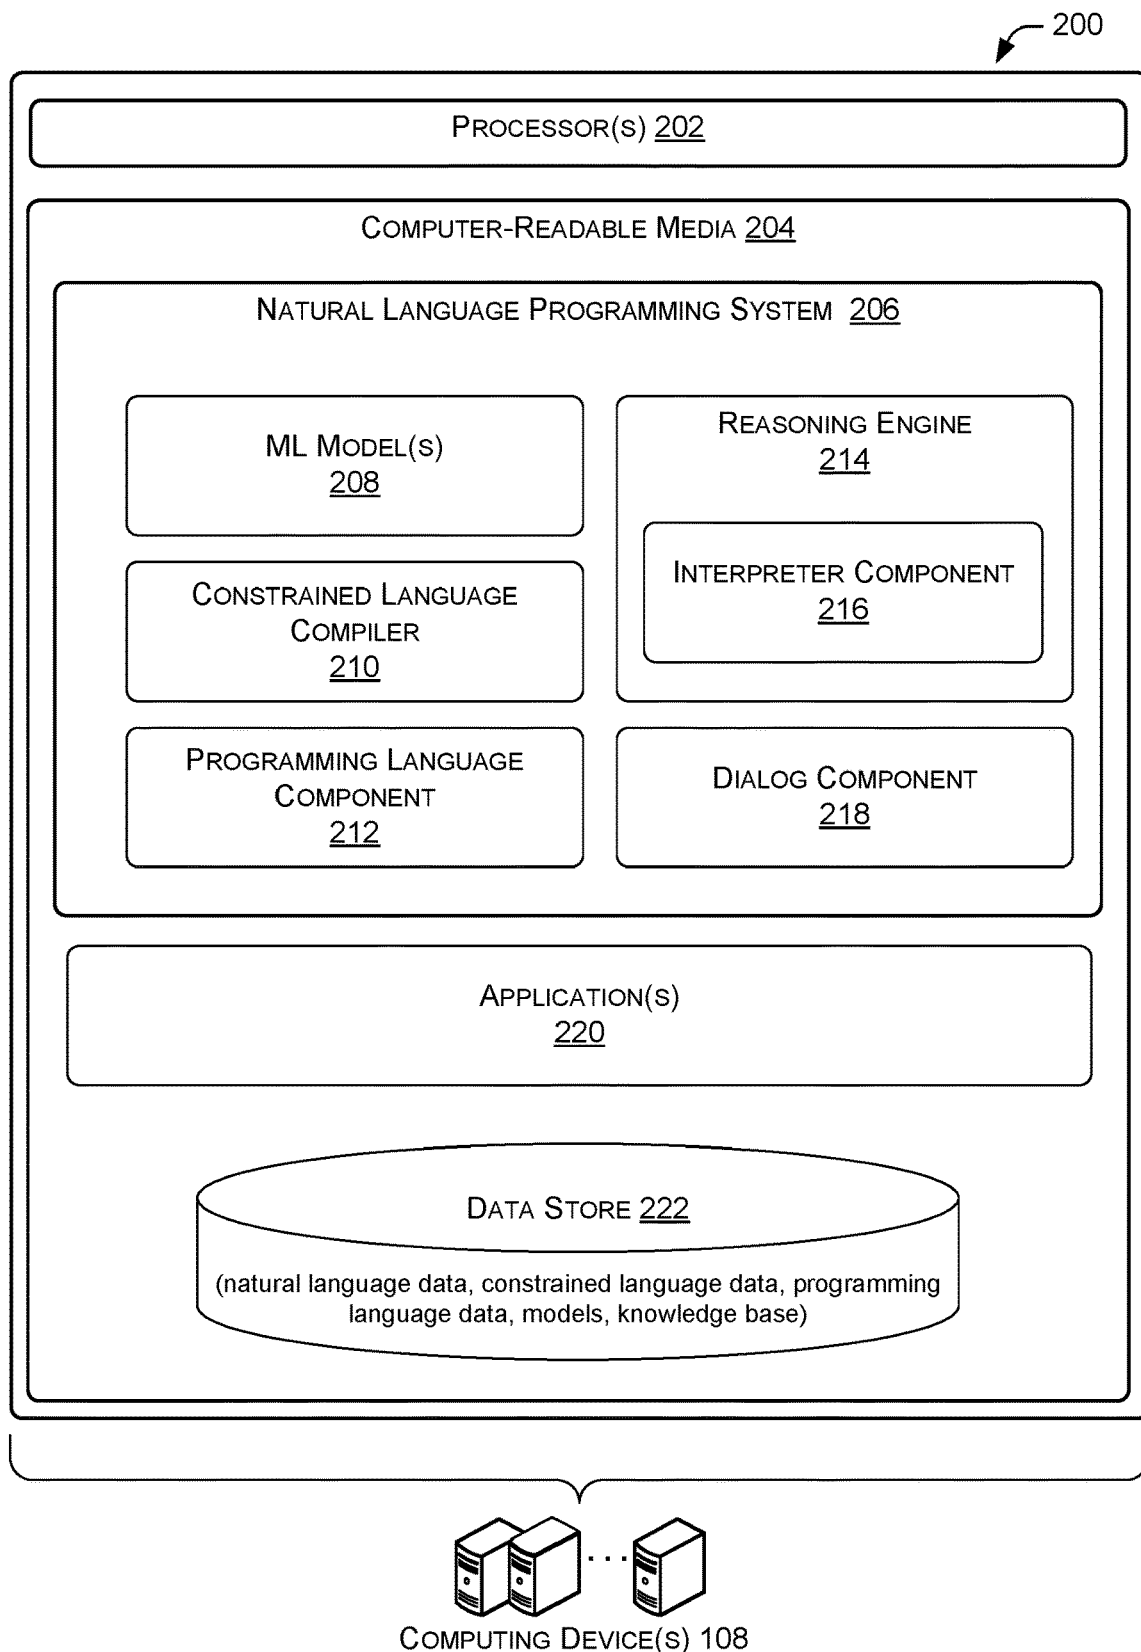 200
PROCESSOR(S) 202
COMPUTER-READABLE MEDIA 204
NATURAL LANGUAGE PROGRAMMING SYSTEM 206
ML MODEL(S)
208
REASONING ENGINE
214
INTERPRETER COMPONENT
216
CONSTRAINED LANGUAGE
COMPILER
210
PROGRAMMING LANGUAGE
COMPONENT
212
DIALOG COMPONENT
218
APPLICATION(S)
220
DATA STORE 222
(natural language data, constrained language data, programming
language data, models, knowledge base)
COMPUTING DEVICE(S) 108